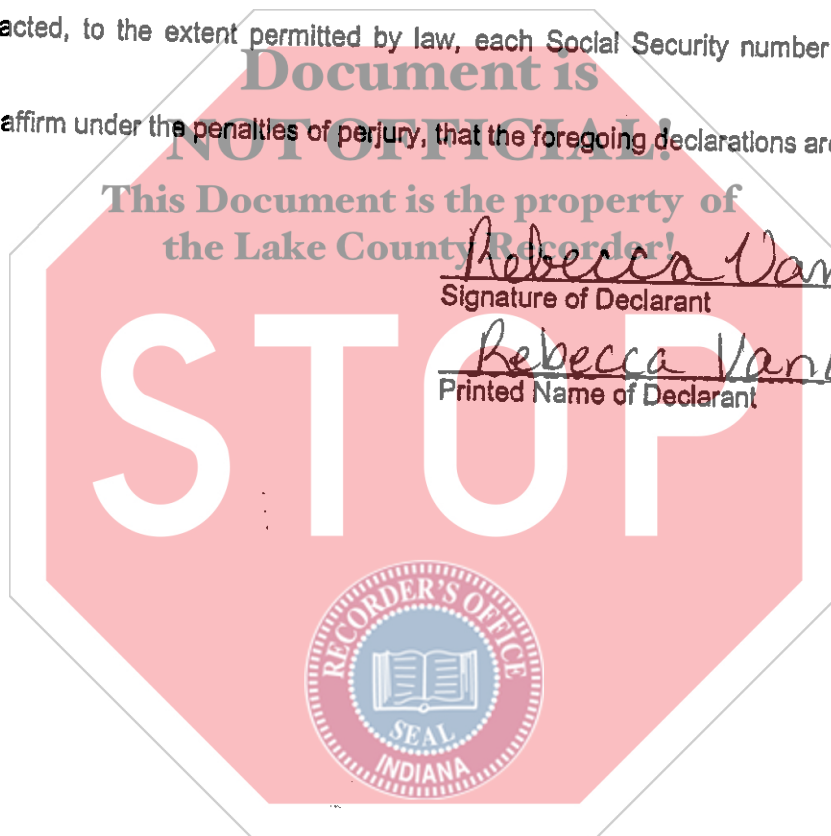 acted, to the extent permitted by law, each Social Security number
Document is
affirm under the penalties of perjury, that the foregoing declarations are
NOT OFFICIAL!
This Document is the property of
the Lake County Recorder!
Rebecca Van
Signature of Declarant
Rebecca Van
Printed Name of Declarant
STOP
RECORDER'S OFFICE
SEAL
INDIANA